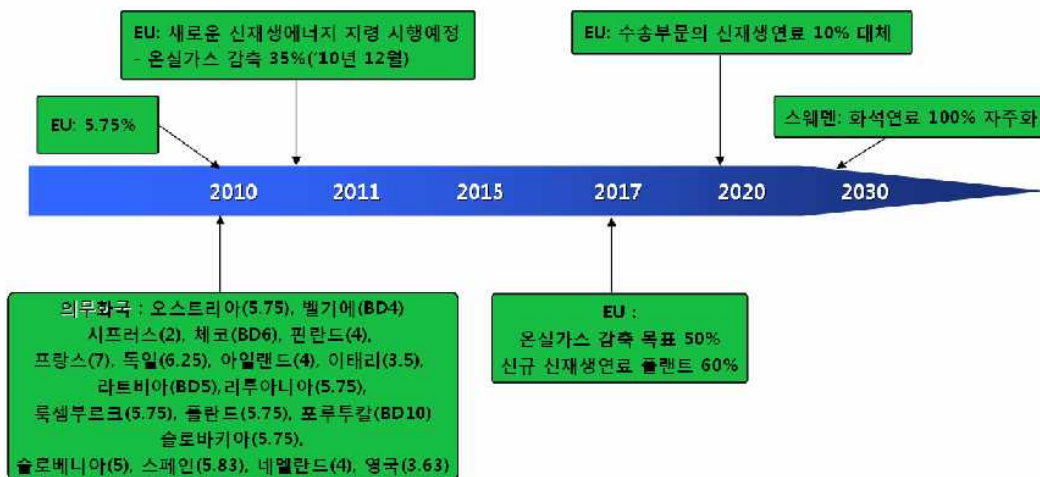 EU: 새로운 신재생에너지 지령 시행예정
- 온실가스 감축 35%('10년 12월)
EU: 수송부문의 신재생연료 10% 대체
EU: 5.75%
스웨덴: 화석연료 100% 자주화
2010 2011 2015 2017 2020 2030
의무화국 : 오스트리아(5.75), 벨기에(BD4)
시프러스(2), 체코(BD6), 핀란드(4),
프랑스(7), 독일(6.25), 아일랜드(4), 이태리(3.5),
라트비아(BD5),리투아니아(5.75),
룩셈부르크(5.75), 폴란드(5.75), 포루투칼(BD10)
슬로바키아(5.75),
슬로베니아(5), 스페인(5.83), 네델란드(4), 영국(3.63)
EU :
온실가스 감축 목표 50%
신규 신재생연료 플랜트 60%